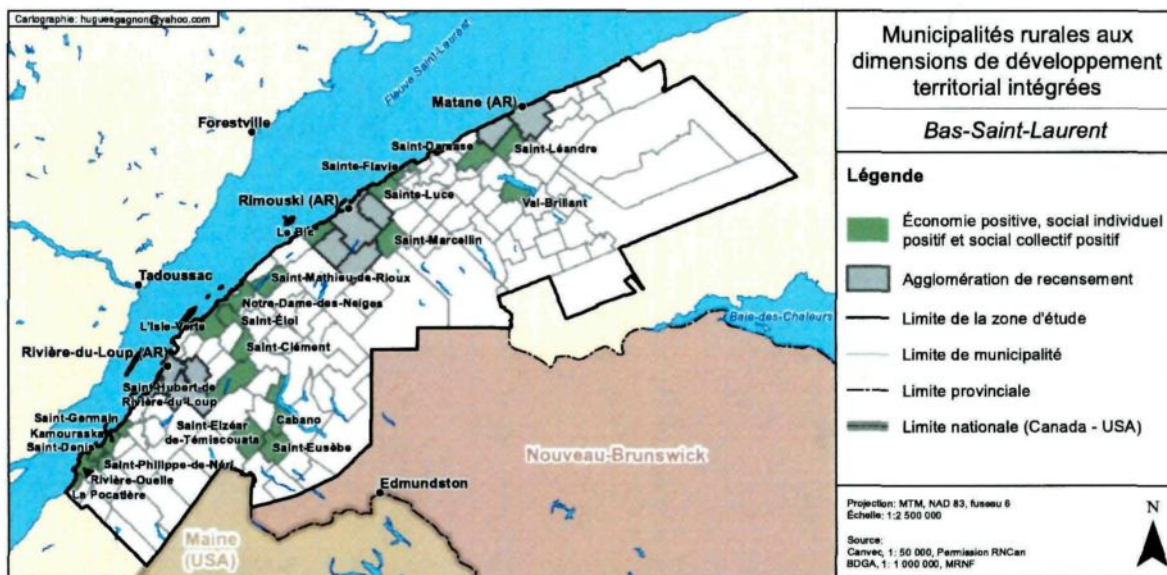 Cartographie: huguesgagnon@yahoo.com
Fleuve Saint-Laurent
Matane (AR)
Forestville
Saint-Damase
Saint-Léandre
Sainte-Flavie
Sainte-Luce
Rimouski (AR)
Val-Brillant
Le Bic
Saint-Marcellin
Tadoussac
Saint-Mathieu-de-Rioux
Notre-Dame-des-Neiges
L'Isle-Verte
Saint-Éloi
Baie-des-Chaleurs
Saint-Clément
Rivière-du-Loup (AR)
Saint-Hubert-de
Rivière-du-Loup
Saint-Germain
Kamouraska
Saint-Denis
Cabano
Saint-Elzéar
de-Témiscouata
Saint-Eusèbe
Saint-Philippe-de-Néri
Rivière-Ouelle
La Pocatière
Nouveau-Brunswick
Edmundston
Maine
(USA)
Municipalités rurales aux
dimensions de développement
territorial intégrées
Bas-Saint-Laurent
Légende
Économie positive, social individuel
positif et social collectif positif
Agglomération de recensement
Limite de la zone d'étude
Limite de municipalité
Limite provinciale
Limite nationale (Canada - USA)
Projection: MTM, NAD 83, fuseau 6
Échelle: 1:2 500 000
Source:
Canvec, 1: 50 000, Permission RNCan
BDGA, 1: 1 000 000, MRNF
N